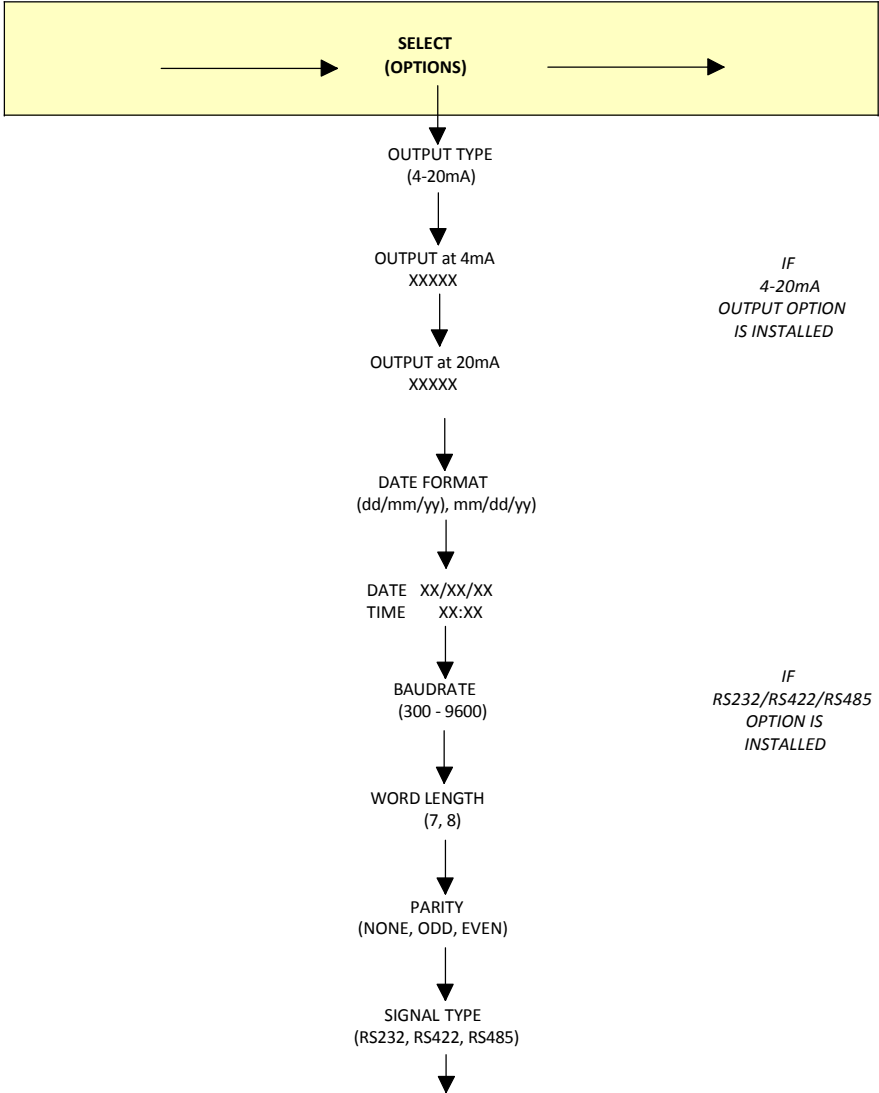 SELECT
(OPTIONS)
OUTPUT TYPE
(4-20mA)
OUTPUT at 4mA
XXXXX
IF
4-20mA
OUTPUT OPTION
IS INSTALLED
OUTPUT at 20mA
XXXXX
DATE FORMAT
(dd/mm/yy), mm/dd/yy)
DATE XX/XX/XX
TIME XX:XX
BAUDRATE
(300 - 9600)
IF
RS232/RS422/RS485
OPTION IS
INSTALLED
WORD LENGTH
(7, 8)
PARITY
(NONE, ODD, EVEN)
SIGNAL TYPE
(RS232, RS422, RS485)